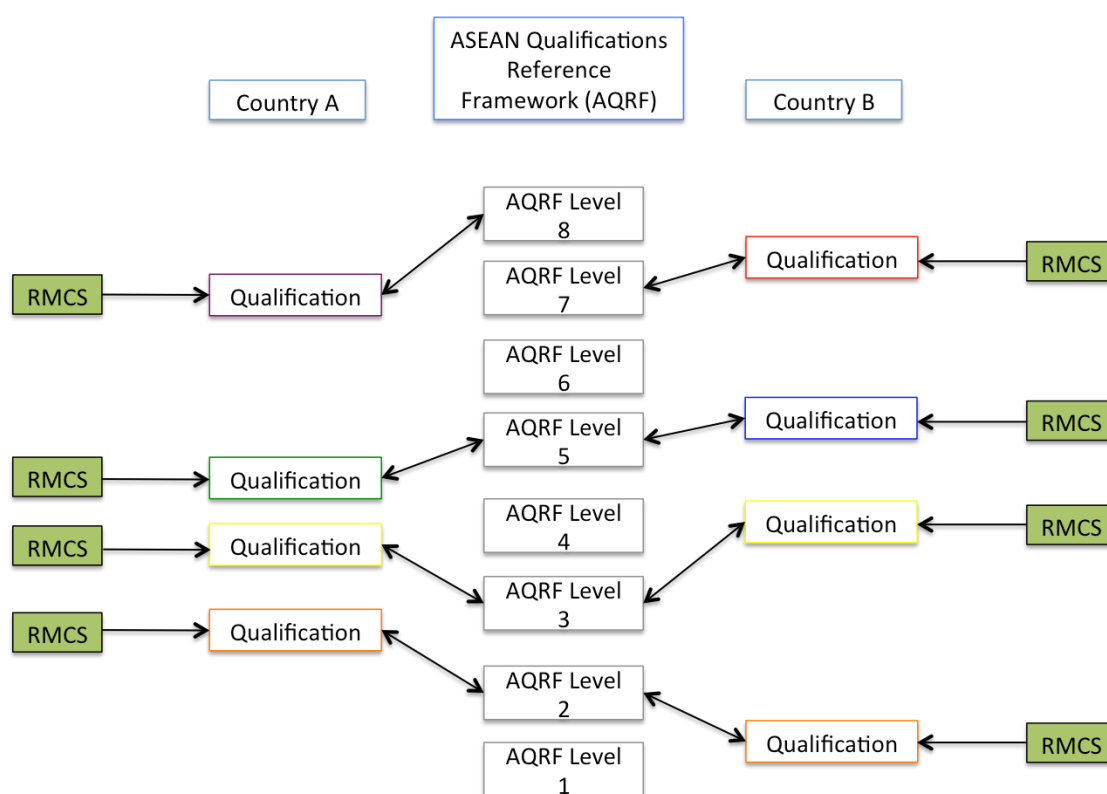 ASEAN Qualifications
Reference
Framework (AQRF)
Country A
Country B
AQRF Level
8
Qualification
RMCS
AQRF Level
7
RMCS
Qualification
AQRF Level
6
Qualification
RMCS
AQRF Level
5
RMCS
Qualification
AQRF Level
4
Qualification
RMCS
RMCS
Qualification
AQRF Level
3
RMCS
Qualification
AQRF Level
2
Qualification
RMCS
AQRF Level
1